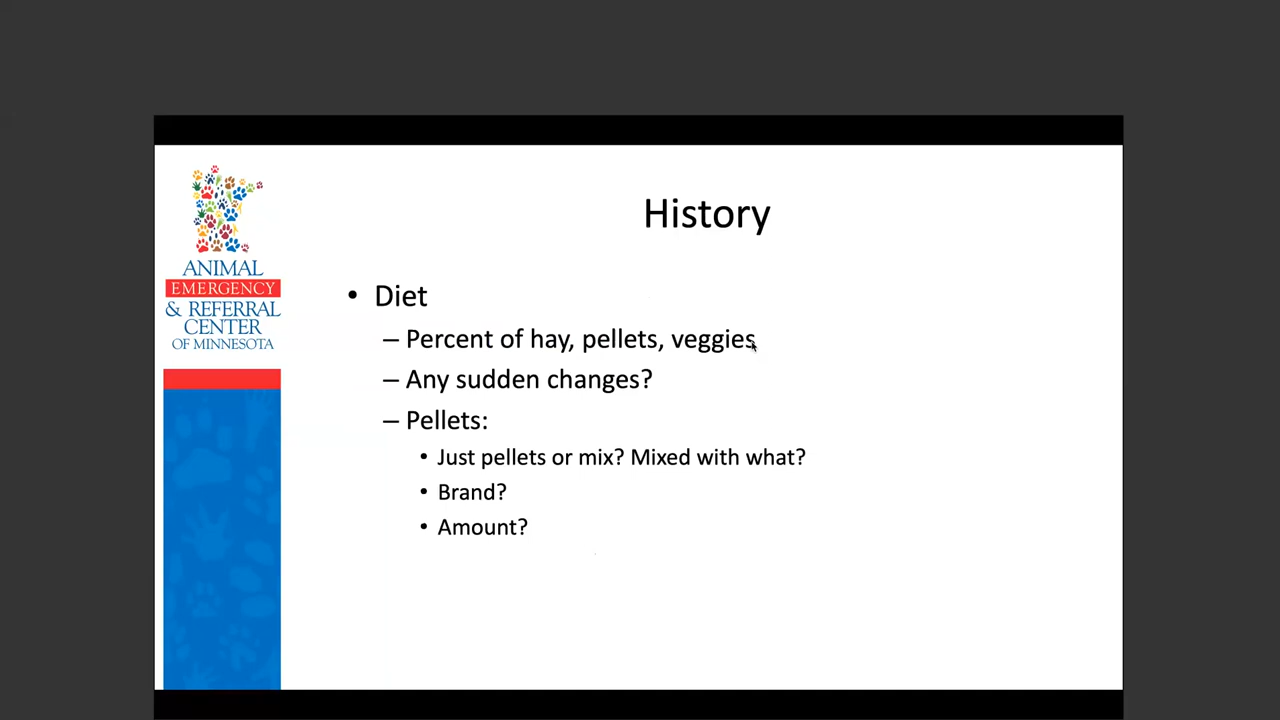 ANIMAL
EMERGENCY
& REFERRAL
CENTER
OF MINNESOTA
History
• Diet
– Percent of hay, pellets, veggies
– Any sudden changes?
– Pellets:
• Just pellets or mix? Mixed with what?
• Brand?
• Amount?